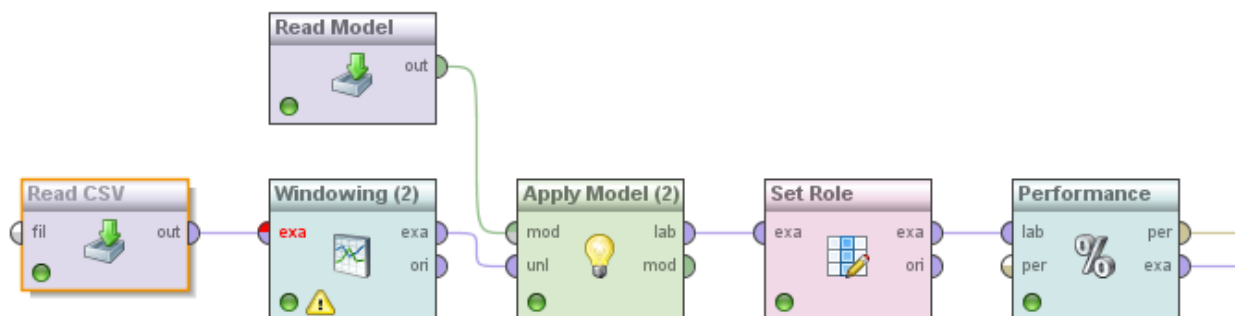 Read Model
out
Read CSV
Windowing (2)
Apply Model (2)
Set Role
Performance
fil out
exa exa
mod lab
exa exa
lab per
ori
unl mod
ori
per exa
%